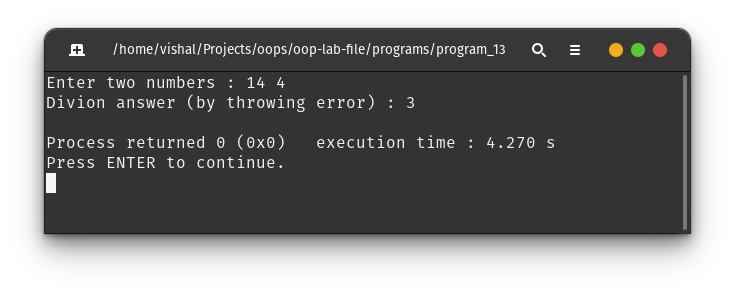 /home/vishal/Projects/oops/oop-lab-file/programs/program_13
Enter two numbers : 14 4
Divion answer (by throwing error) : 3
Process returned 0 (0x0)   execution time : 4.270 s
Press ENTER to continue.